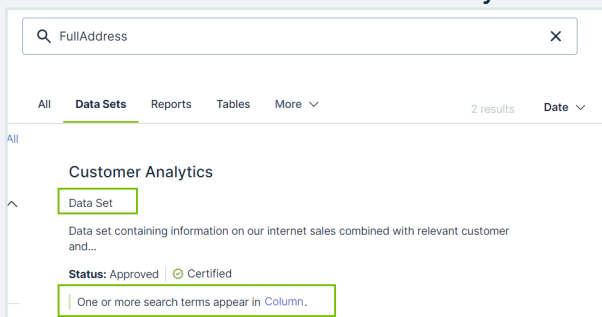 FullAddress
All Data Sets Reports Tables More 2 results Date
All
Customer Analytics
Data Set
Data set containing information on our internet sales combined with relevant customer
and...
Status: Approved Certified
One or more search terms appear in Column.